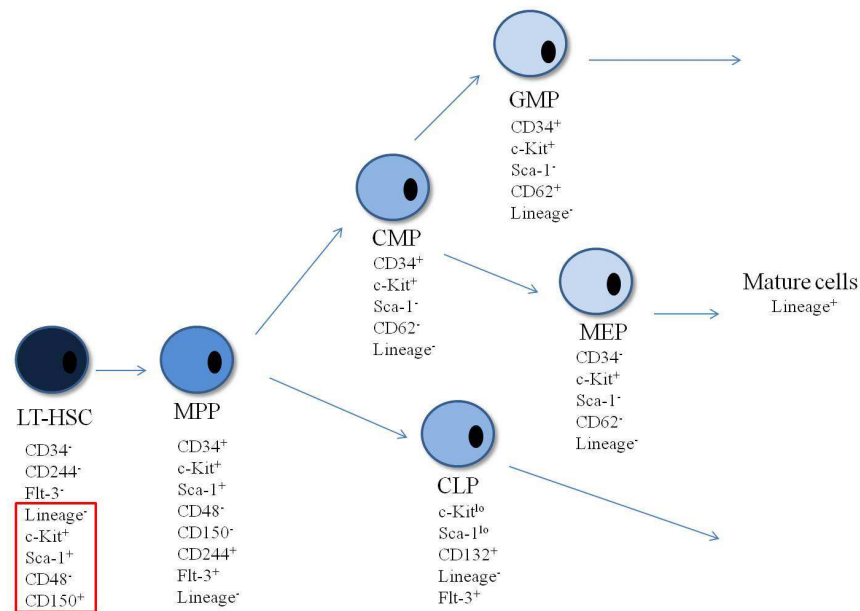 GMP
CD34⁺
c-Kit⁺
Sca-1⁻
CD62⁺
Lineage⁻
CMP
CD34⁺
c-Kit⁺
Sca-1⁻
CD62⁻
Lineage⁻
MEP
CD34⁻
c-Kit⁺
Sca-1⁻
CD62⁻
Lineage⁻
Mature cells
Lineage⁺
LT-HSC
CD34⁻
CD244⁻
Flt-3⁻
Lineage⁻
c-Kit⁺
Sca-1⁺
CD48⁻
CD150⁺
MPP
CD34⁺
c-Kit⁺
Sca-1⁺
CD48⁻
CD150⁻
CD244⁺
Flt-3⁺
Lineage⁻
CLP
c-Kitˡᵒ
Sca-1ˡᵒ
CD132⁺
Lineage⁻
Flt-3⁺